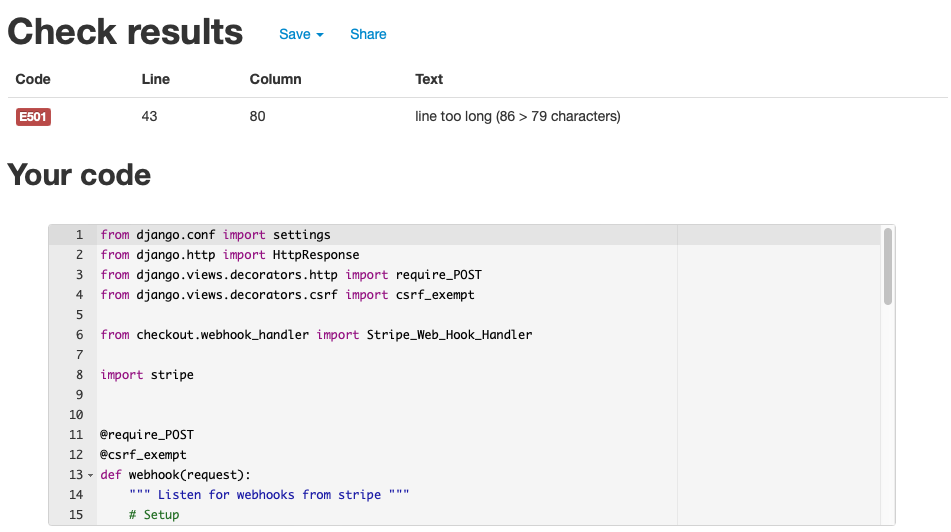 Check results Save Share
Code Line Column Text
E501 43 80 line too long (86 > 79 characters)
Your code
1 from django.conf import settings
2 from django.http import HttpResponse
3 from django.views.decorators.http import require_POST
4 from django.views.decorators.csrf import csrf_exempt
5
6 from checkout.webhook_handler import Stripe_Web_Hook_Handler
7
8 import stripe
9
10
11 @require_POST
12 @csrf_exempt
13 def webhook(request):
14 """ Listen for webhooks from stripe """
15 # Setup